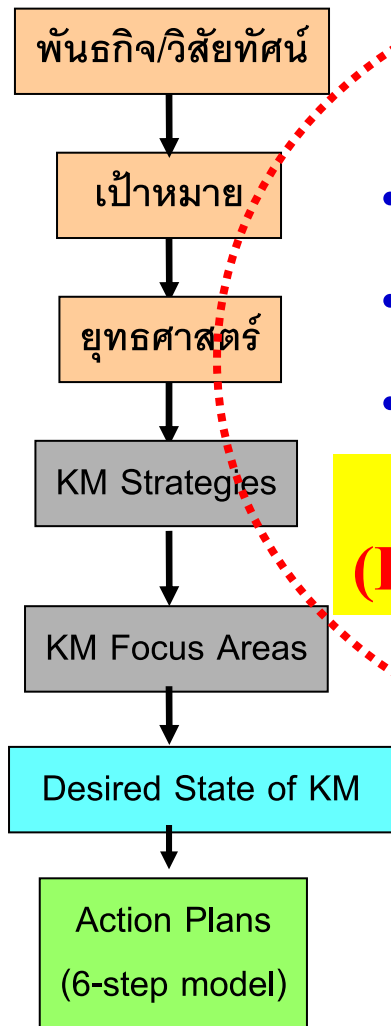 พันธกิจ/วิสัยทัศน์
เป้าหมาย
ยุทธศาสตร์
KM Strategies
KM Focus Areas
Desired State of KM
Action Plans
(6-step model)